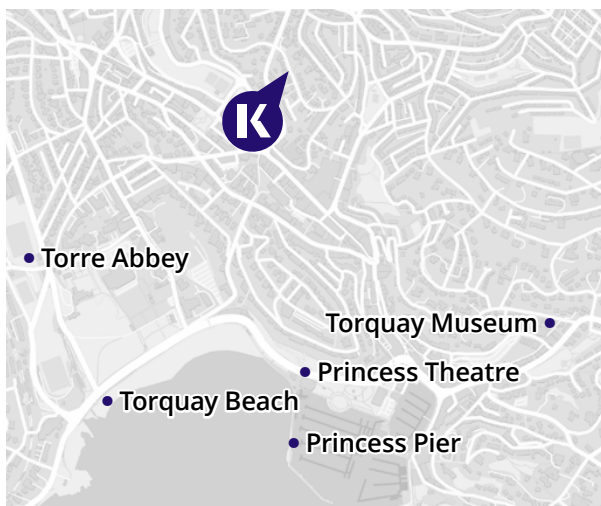 K
Torre Abbey
Torquay Museum
Princess Theatre
Torquay Beach
Princess Pier